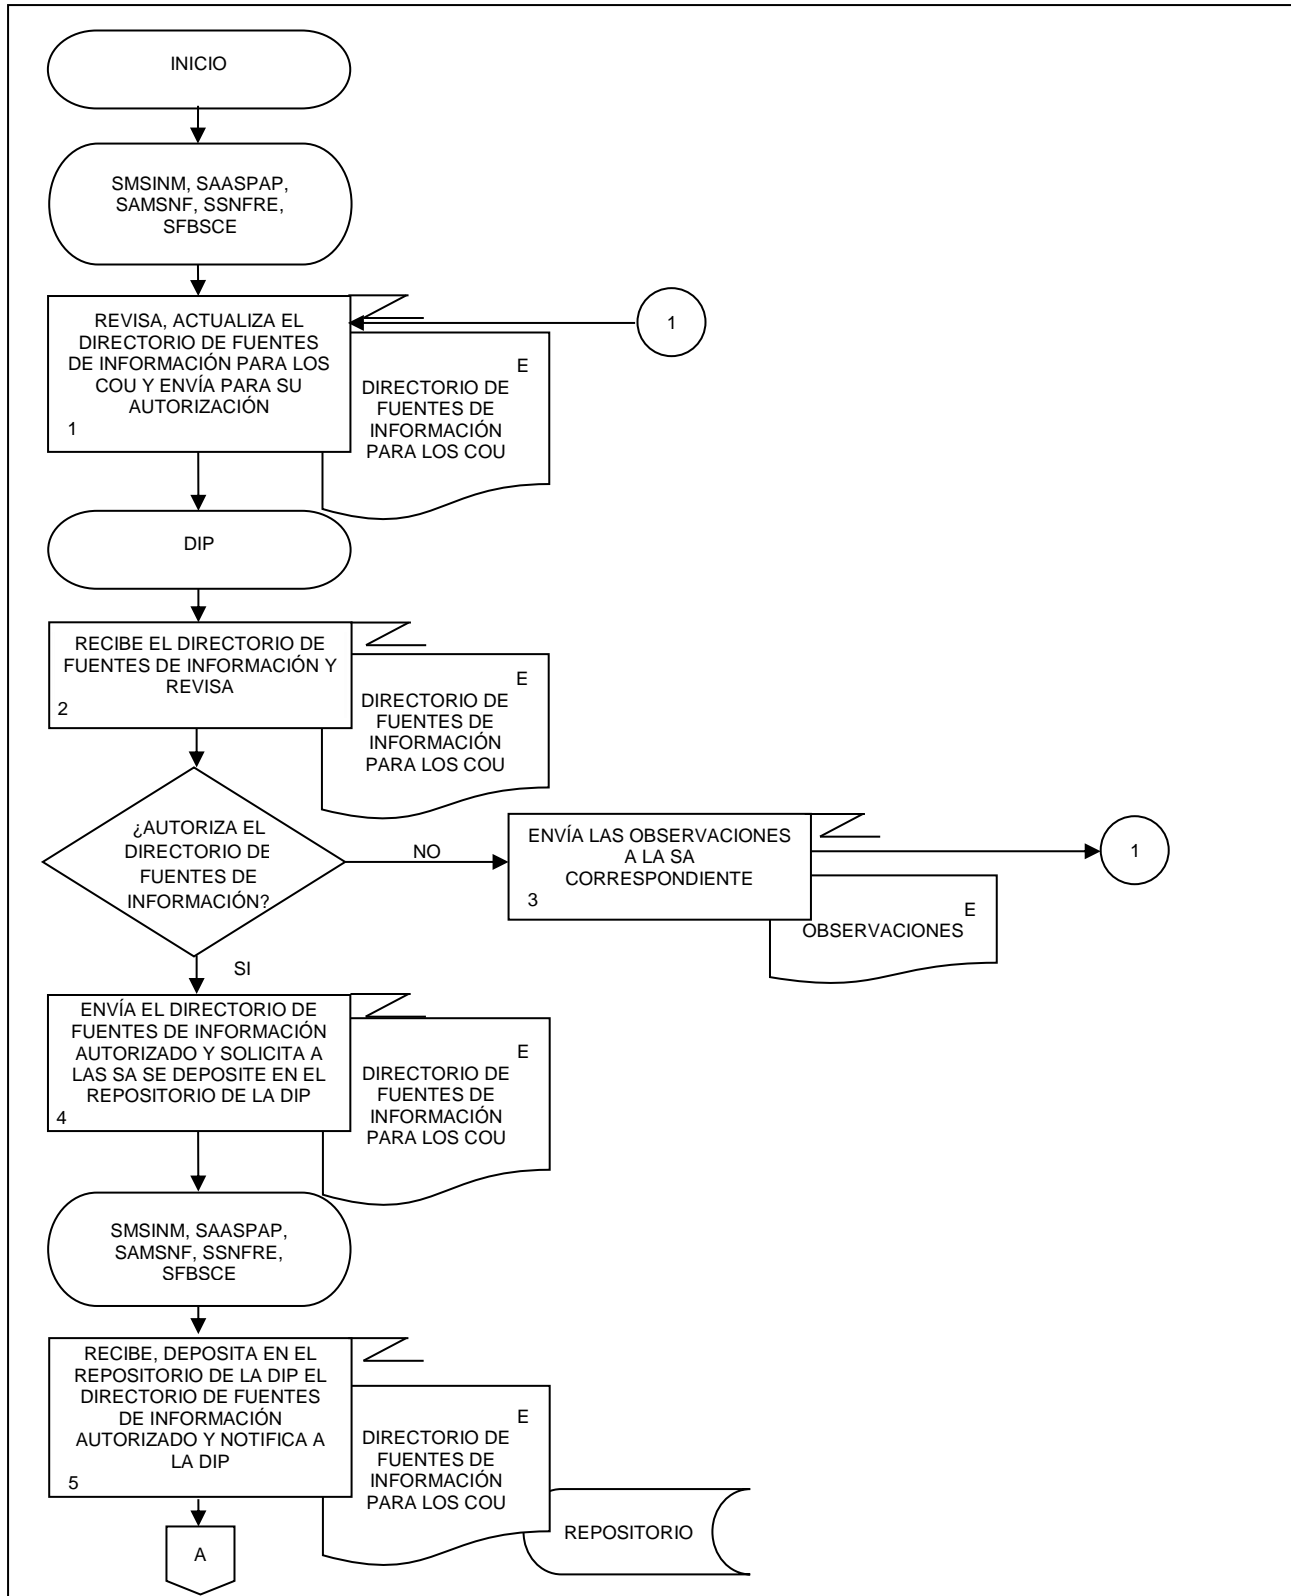 INICIO
SMSINM, SAASPAP,
SAMSNF, SSNFRE,
SFBSCE
REVISA, ACTUALIZA EL
DIRECTORIO DE FUENTES
DE INFORMACIÓN PARA LOS
COU Y ENVÍA PARA SU
AUTORIZACIÓN
1
1
E
DIRECTORIO DE
FUENTES DE
INFORMACIÓN
PARA LOS COU
DIP
RECIBE EL DIRECTORIO DE
FUENTES DE INFORMACIÓN Y
REVISA
2
E
DIRECTORIO DE
FUENTES DE
INFORMACIÓN
PARA LOS COU
¿AUTORIZA EL
DIRECTORIO DE
FUENTES DE
INFORMACIÓN?
NO
ENVÍA LAS OBSERVACIONES
A LA SA
CORRESPONDIENTE
3
1
E
OBSERVACIONES
SI
ENVÍA EL DIRECTORIO DE
FUENTES DE INFORMACIÓN
AUTORIZADO Y SOLICITA A
LAS SA SE DEPOSITE EN EL
REPOSITORIO DE LA DIP
4
E
DIRECTORIO DE
FUENTES DE
INFORMACIÓN
PARA LOS COU
SMSINM, SAASPAP,
SAMSNF, SSNFRE,
SFBSCE
RECIBE, DEPOSITA EN EL
REPOSITORIO DE LA DIP EL
DIRECTORIO DE FUENTES
DE INFORMACIÓN
AUTORIZADO Y NOTIFICA A
LA DIP
5
E
DIRECTORIO DE
FUENTES DE
INFORMACIÓN
PARA LOS COU
REPOSITORIO
A